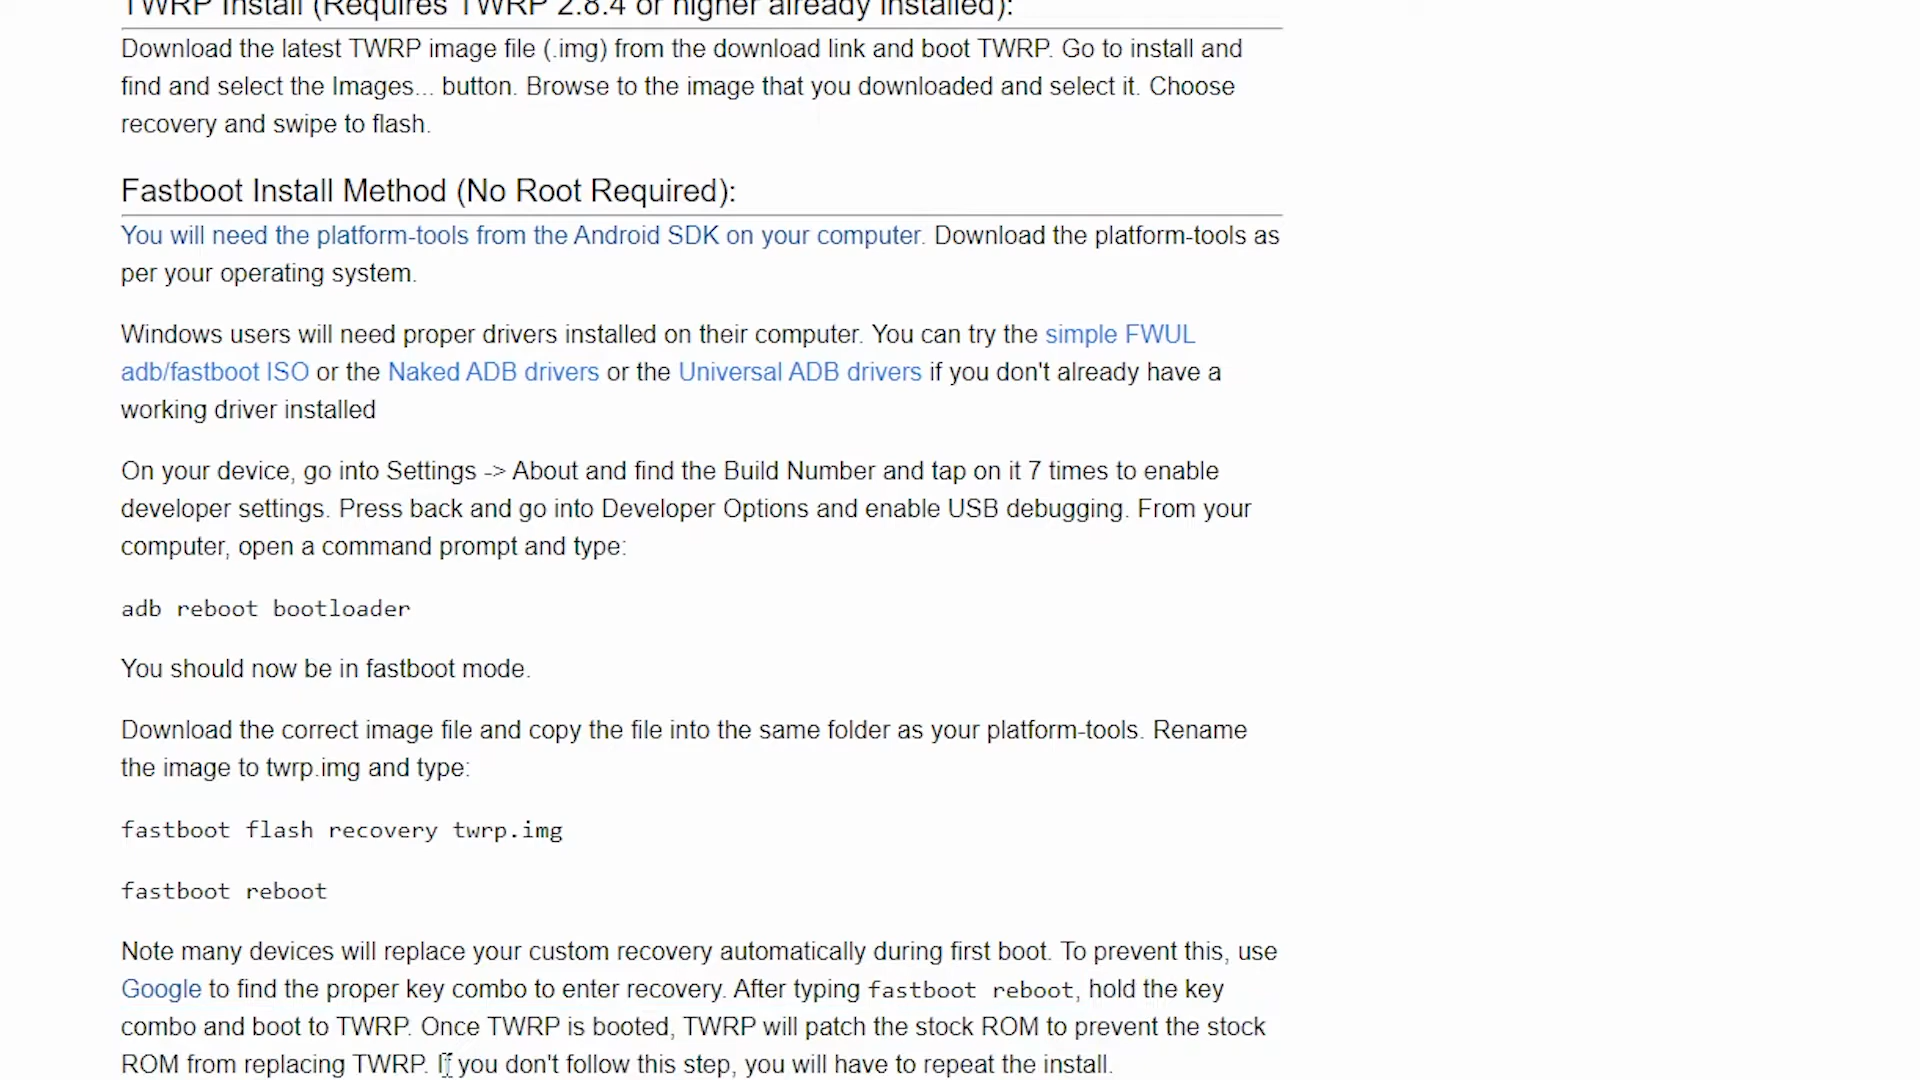 TWRP Install (Requires TWRP 2.8.4 or higher already installed):
Download the latest TWRP image file (.img) from the download link and boot TWRP. Go to install and
find and select the Images... button. Browse to the image that you downloaded and select it. Choose
recovery and swipe to flash.
Fastboot Install Method (No Root Required):
You will need the platform-tools from the Android SDK on your computer. Download the platform-tools as
per your operating system.
Windows users will need proper drivers installed on their computer. You can try the simple FWUL
adb/fastboot ISO or the Naked ADB drivers or the Universal ADB drivers if you don't already have a
working driver installed
On your device, go into Settings -> About and find the Build Number and tap on it 7 times to enable
developer settings. Press back and go into Developer Options and enable USB debugging. From your
computer, open a command prompt and type:
adb reboot bootloader
You should now be in fastboot mode.
Download the correct image file and copy the file into the same folder as your platform-tools. Rename
the image to twrp.img and type:
fastboot flash recovery twrp.img
fastboot reboot
Note many devices will replace your custom recovery automatically during first boot. To prevent this, use
Google to find the proper key combo to enter recovery. After typing fastboot reboot, hold the key
combo and boot to TWRP. Once TWRP is booted, TWRP will patch the stock ROM to prevent the stock
ROM from replacing TWRP. If you don't follow this step, you will have to repeat the install.